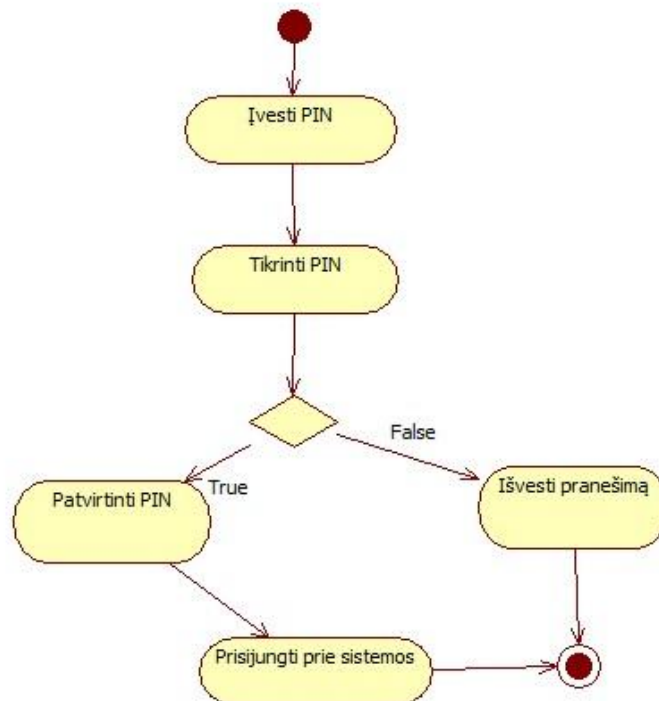 Įvesti PIN
Tikrinti PIN
False
True
Patvirtinti PIN
Išvesti pranešimą
Prisijungti prie sistemos